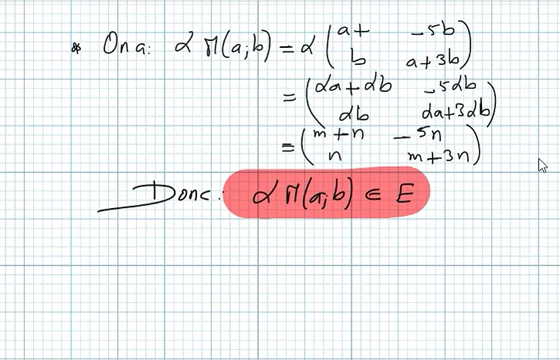 * On a: α M(a;b) = α ( a+ -5b
b a+3b )
= ( αa+αb -5αb
αb αa+3αb )
= ( m+n -5n
n m+3n )
Donc: α M(a;b) ∈ E